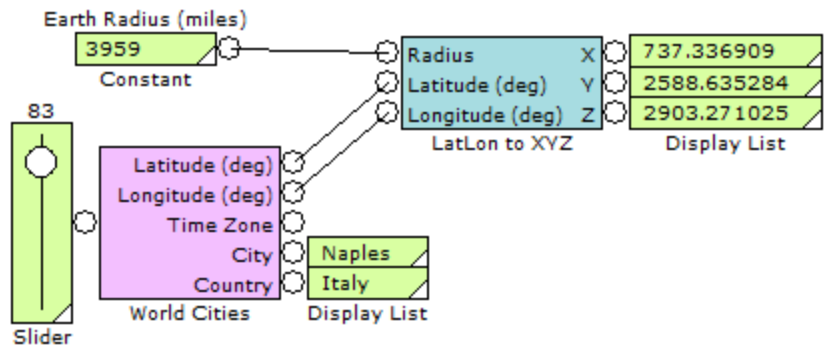 Earth Radius (miles)
3959
Constant
Radius X 737.336909
Latitude (deg) Y 2588.635284
Longitude (deg) Z 2903.271025
LatLon to XYZ Display List
83
Latitude (deg)
Longitude (deg)
Time Zone
City Naples
Country Italy
World Cities Display List
Slider